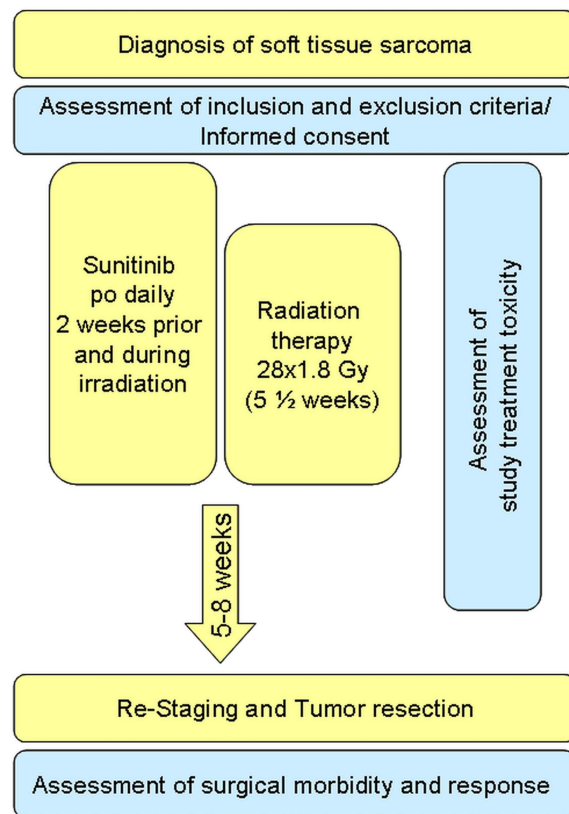 Diagnosis of soft tissue sarcoma
Assessment of inclusion and exclusion criteria/
Informed consent
Sunitinib
po daily
2 weeks prior
and during
irradiation
Radiation
therapy
28x1.8 Gy
(5 ½ weeks)
Assessment of
study treatment toxicity
5-8 weeks
Re-Staging and Tumor resection
Assessment of surgical morbidity and response